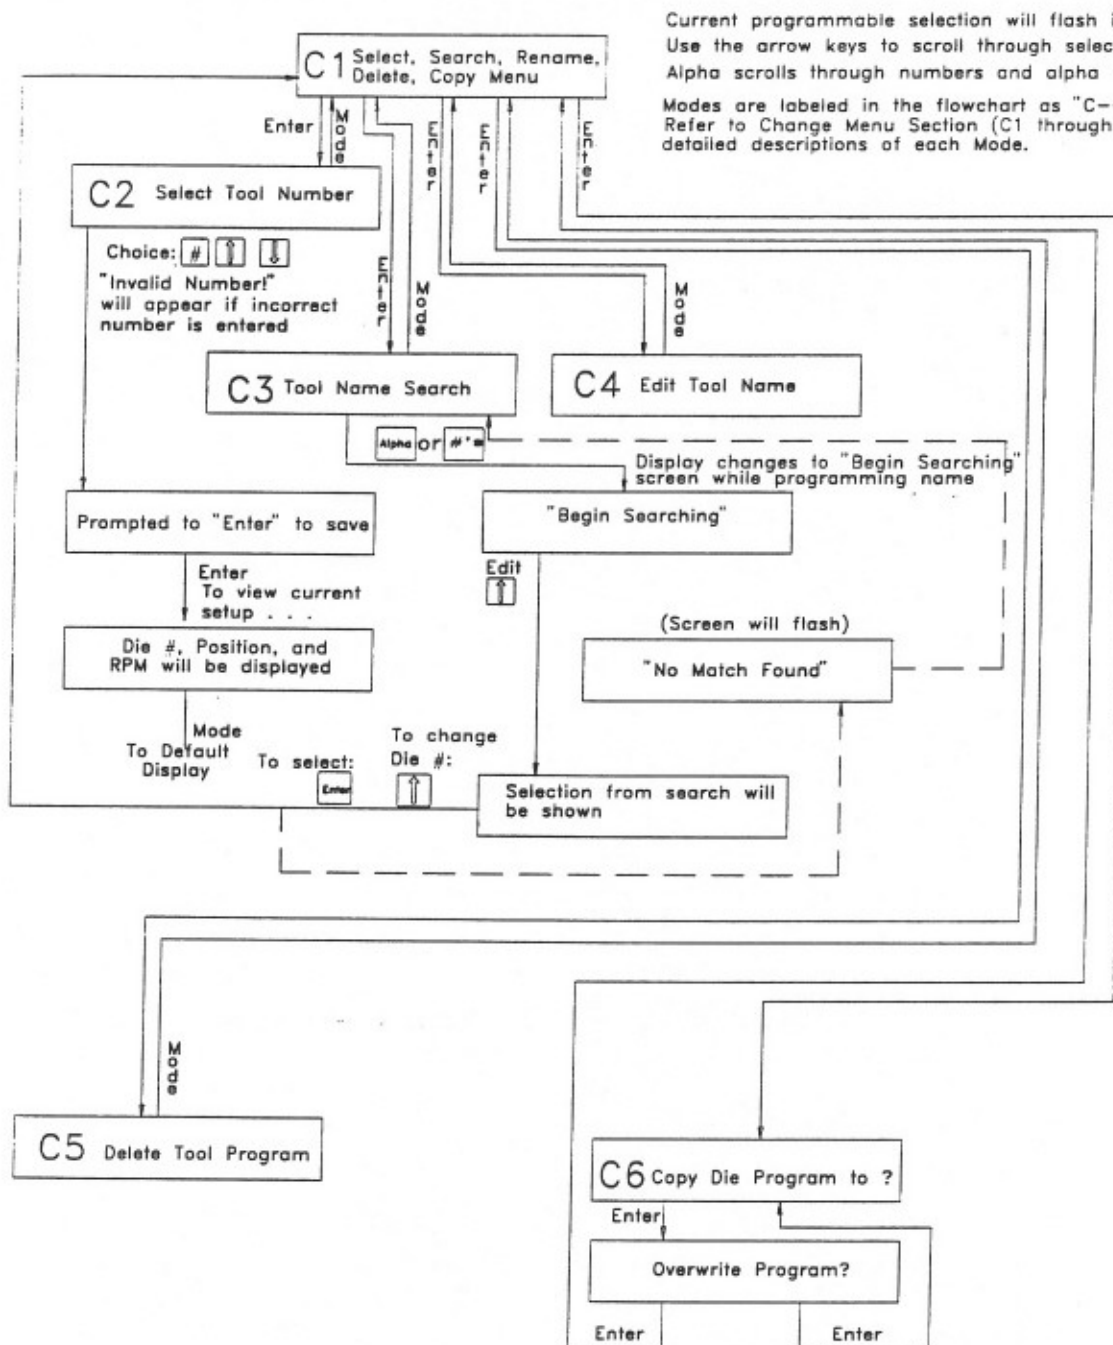 Current programmable selection will flash
Use the arrow keys to scroll through
Alpha scrolls through numbers and alpha
Modes are labeled in the flowchart as "C-
Refer to Change Menu Section (C1 through
detailed descriptions of each Mode.
C1 Select, Search, Rename,
Delete, Copy Menu
Enter
Mode
Enter
Enter
Enter
C2 Select Tool Number
Choice: #
"Invalid Number!"
will appear if incorrect
number is entered
Enter
Mode
Mode
C3 Tool Name Search
C4 Edit Tool Name
Alpha or
Display changes to "Begin Searching"
screen while programming name
Prompted to "Enter" to save
"Begin Searching"
Enter
To view current
setup . . .
Edit
Die #, Position, and
RPM will be displayed
(Screen will flash)
"No Match Found"
Mode
To Default
Display
To select:
Enter
To change
Die #:
Selection from search will
be shown
Mode
C5 Delete Tool Program
C6 Copy Die Program to ?
Enter
Overwrite Program?
Enter
Enter